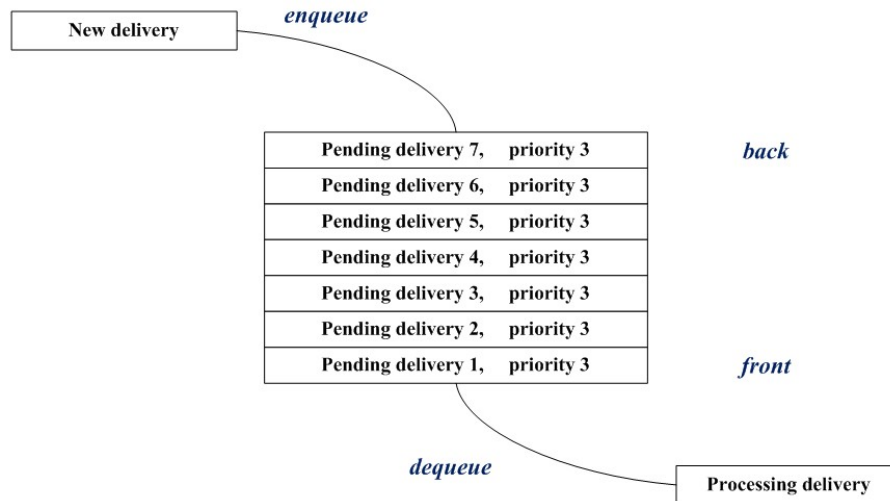 enqueue
New delivery
Pending delivery 7, priority 3
back
Pending delivery 6, priority 3
Pending delivery 5, priority 3
Pending delivery 4, priority 3
Pending delivery 3, priority 3
Pending delivery 2, priority 3
Pending delivery 1, priority 3
front
dequeue
Processing delivery